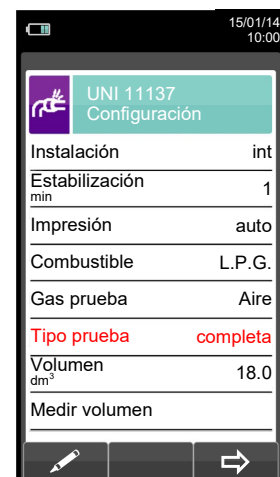 15/01/14
10:00
UNI 11137
Configuración
Instalación int
Estabilización
min 1
Impresión auto
Combustible L.P.G.
Gas prueba Aire
Tipo prueba completa
Volumen
dm³ 18.0
Medir volumen